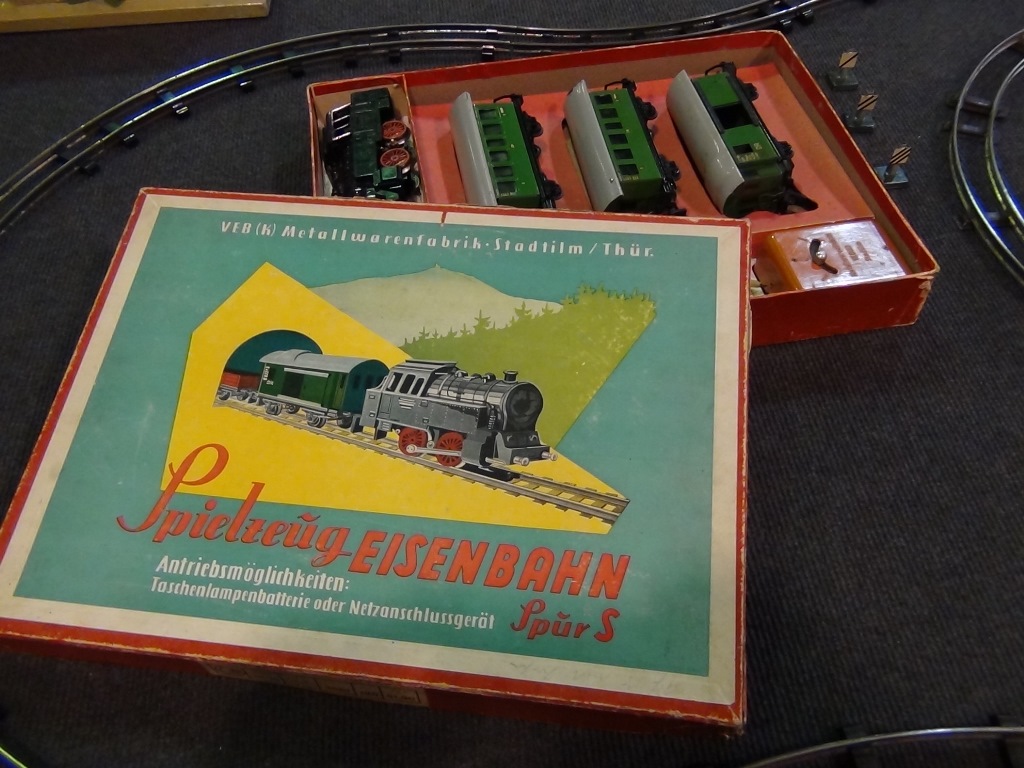 VEB (K) Metallwarenfabrik · Stadtilm / Thür.
Spielzeug EISENBAHN
Spur S
Antriebsmöglichkeiten:
Taschenlampenbatterie oder Netzanschlussgerät